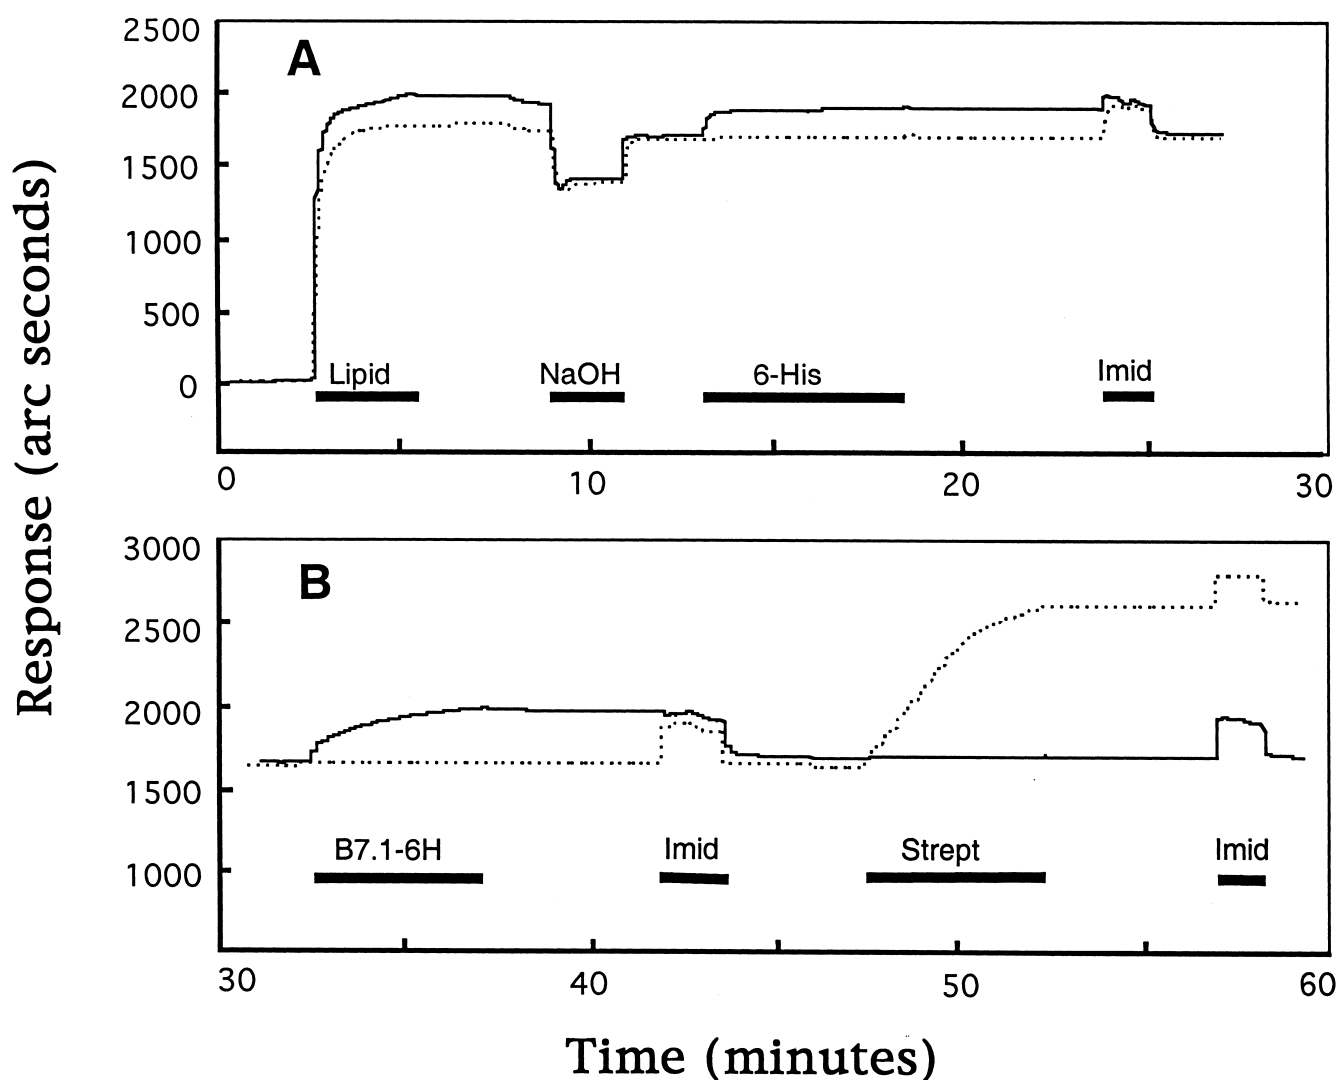 Response (arc seconds)
A
2500
2000
1500
1000
500
0
Lipid
NaOH
6-His
Imid
0
10
20
30
B
3000
2500
2000
1500
1000
B7.1-6H
Imid
Strept
Imid
30
40
50
60
Time (minutes)